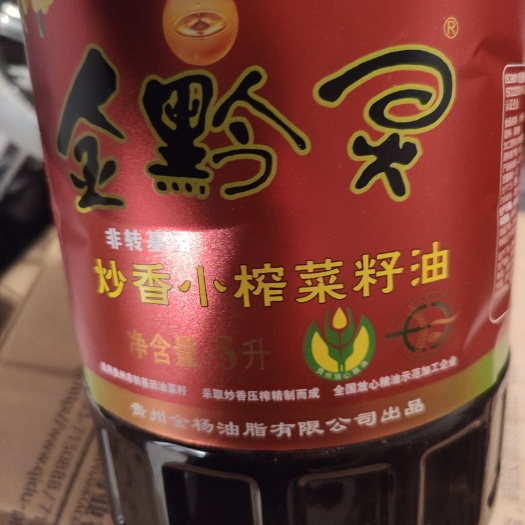 金黔灵
®
非转基因
炒香小榨菜籽油
净含量:5升
采取炒香压榨精制而成 全国放心粮油示范加工企业
贵州金杨油脂有限公司出品